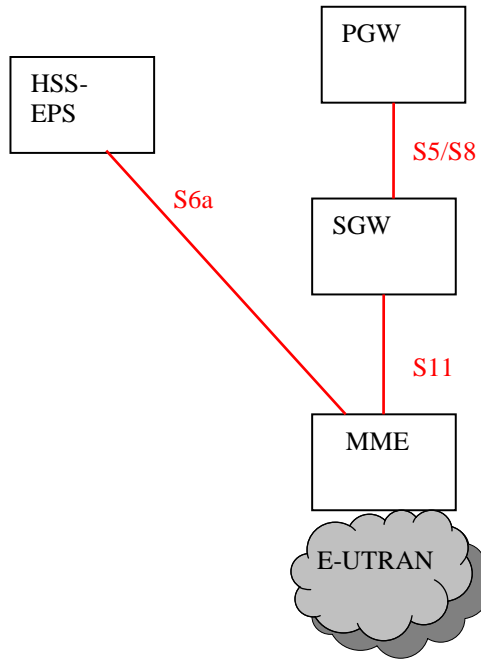 PGW
HSS-
EPS
S5/S8
S6a
SGW
S11
MME
E-UTRAN